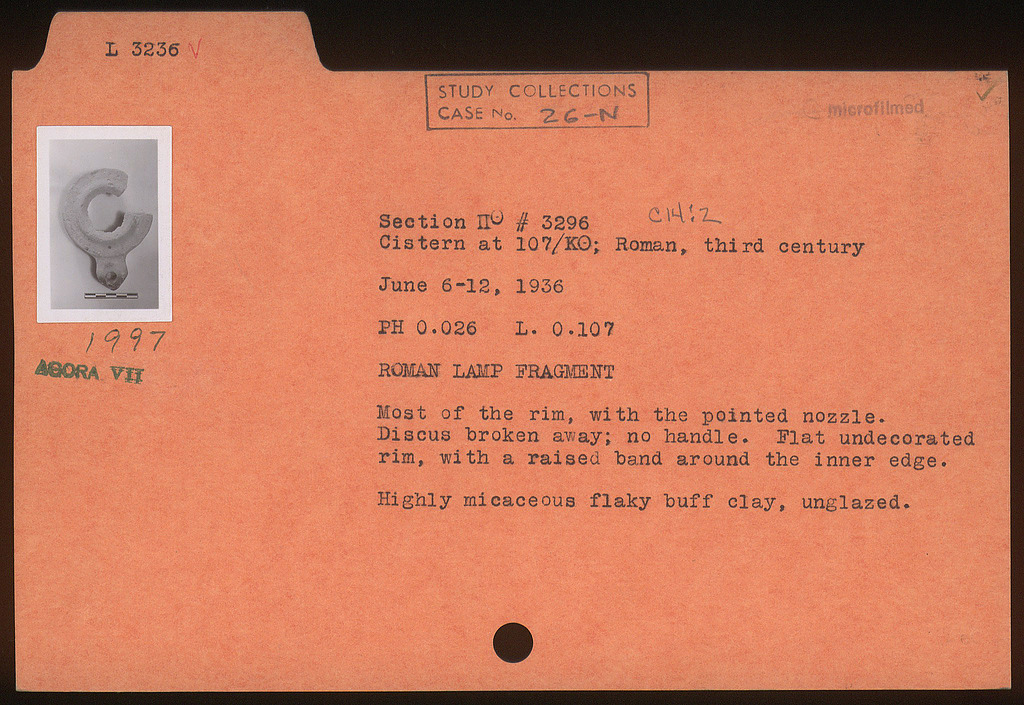 L 3236 V
STUDY COLLECTIONS
CASE No. 26-N
microfilmed
Section ΠΘ # 3296 C14:2
Cistern at 107/ΚΘ; Roman, third century
June 6-12, 1936
PH 0.026 L. 0.107
ROMAN LAMP FRAGMENT
Most of the rim, with the pointed nozzle.
Discus broken away; no handle. Flat undecorated
rim, with a raised band around the inner edge.
Highly micaceous flaky buff clay, unglazed.
1997
AGORA VII